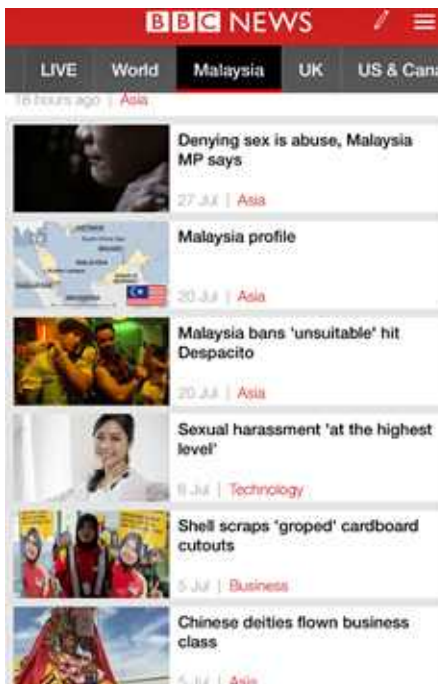 BBC NEWS
LIVE World Malaysia UK US & Cana
18 hours ago | Asia
Denying sex is abuse, Malaysia
MP says
27 Jul | Asia
Malaysia profile
20 Jul | Asia
Malaysia bans 'unsuitable' hit
Despacito
20 Jul | Asia
Sexual harassment 'at the highest
level'
Jul | Technology
Shell scraps 'groped' cardboard
cutouts
5 Jul | Business
Chinese deities flown business
class
5 Jul | Asia